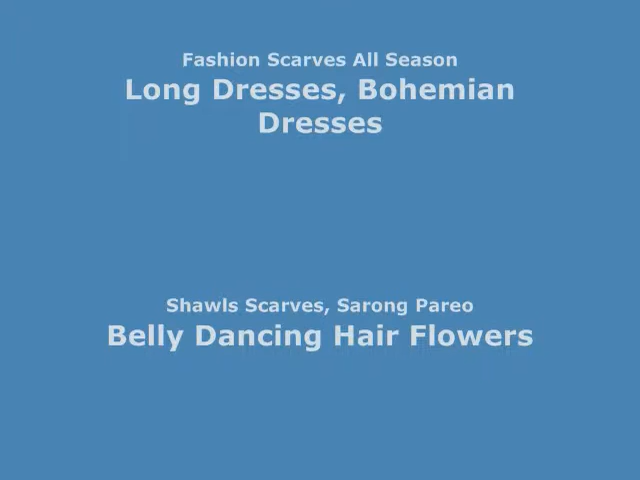 Fashion Scarves All Season
Long Dresses, Bohemian
Dresses
Shawls Scarves, Sarong Pareo
Belly Dancing Hair Flowers